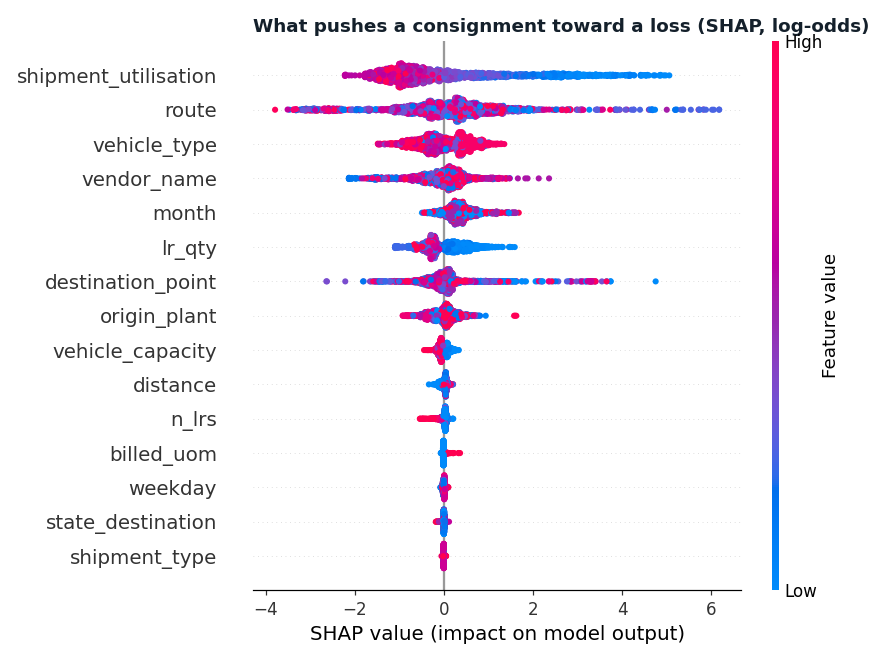 What pushes a consignment toward a loss (SHAP, log-odds)
High
shipment_utilisation
route
vehicle_type
vendor_name
month
lr_qty
destination_point
origin_plant
vehicle_capacity
distance
n_lrs
billed_uom
weekday
state_destination
shipment_type
Feature value
Low
−4 −2 0 2 4 6
SHAP value (impact on model output)